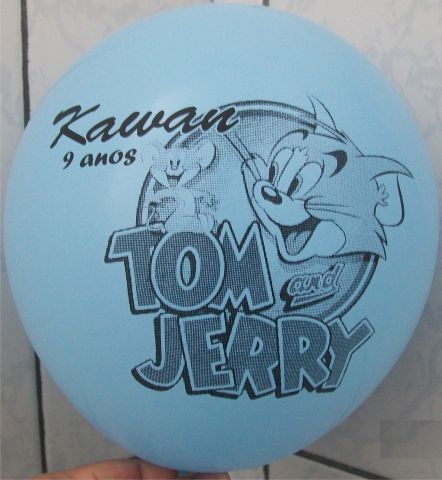 Kawan
9 anos
TOM
and
JERRY